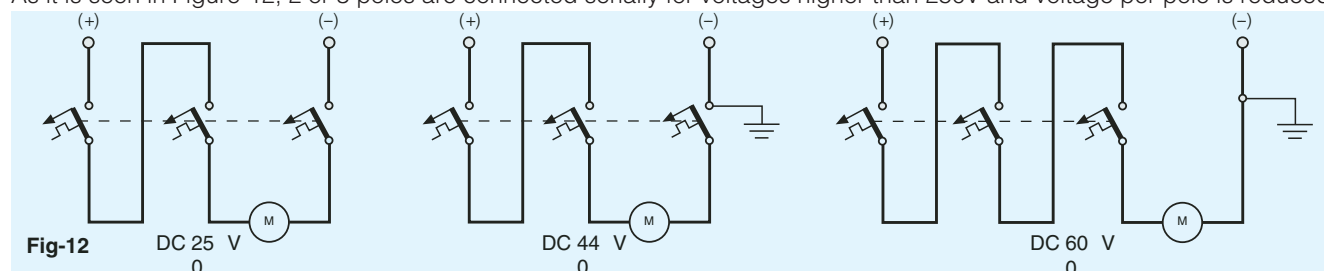 As it is seen in Figure-12, 2 or 3 poles are connected serially for voltages higher than 250V and voltage per pole is reduced
(+) (−) (+) (−) (+) (−)
M M M
Fig-12 DC 25 V DC 44 V DC 60 V
0 0 0